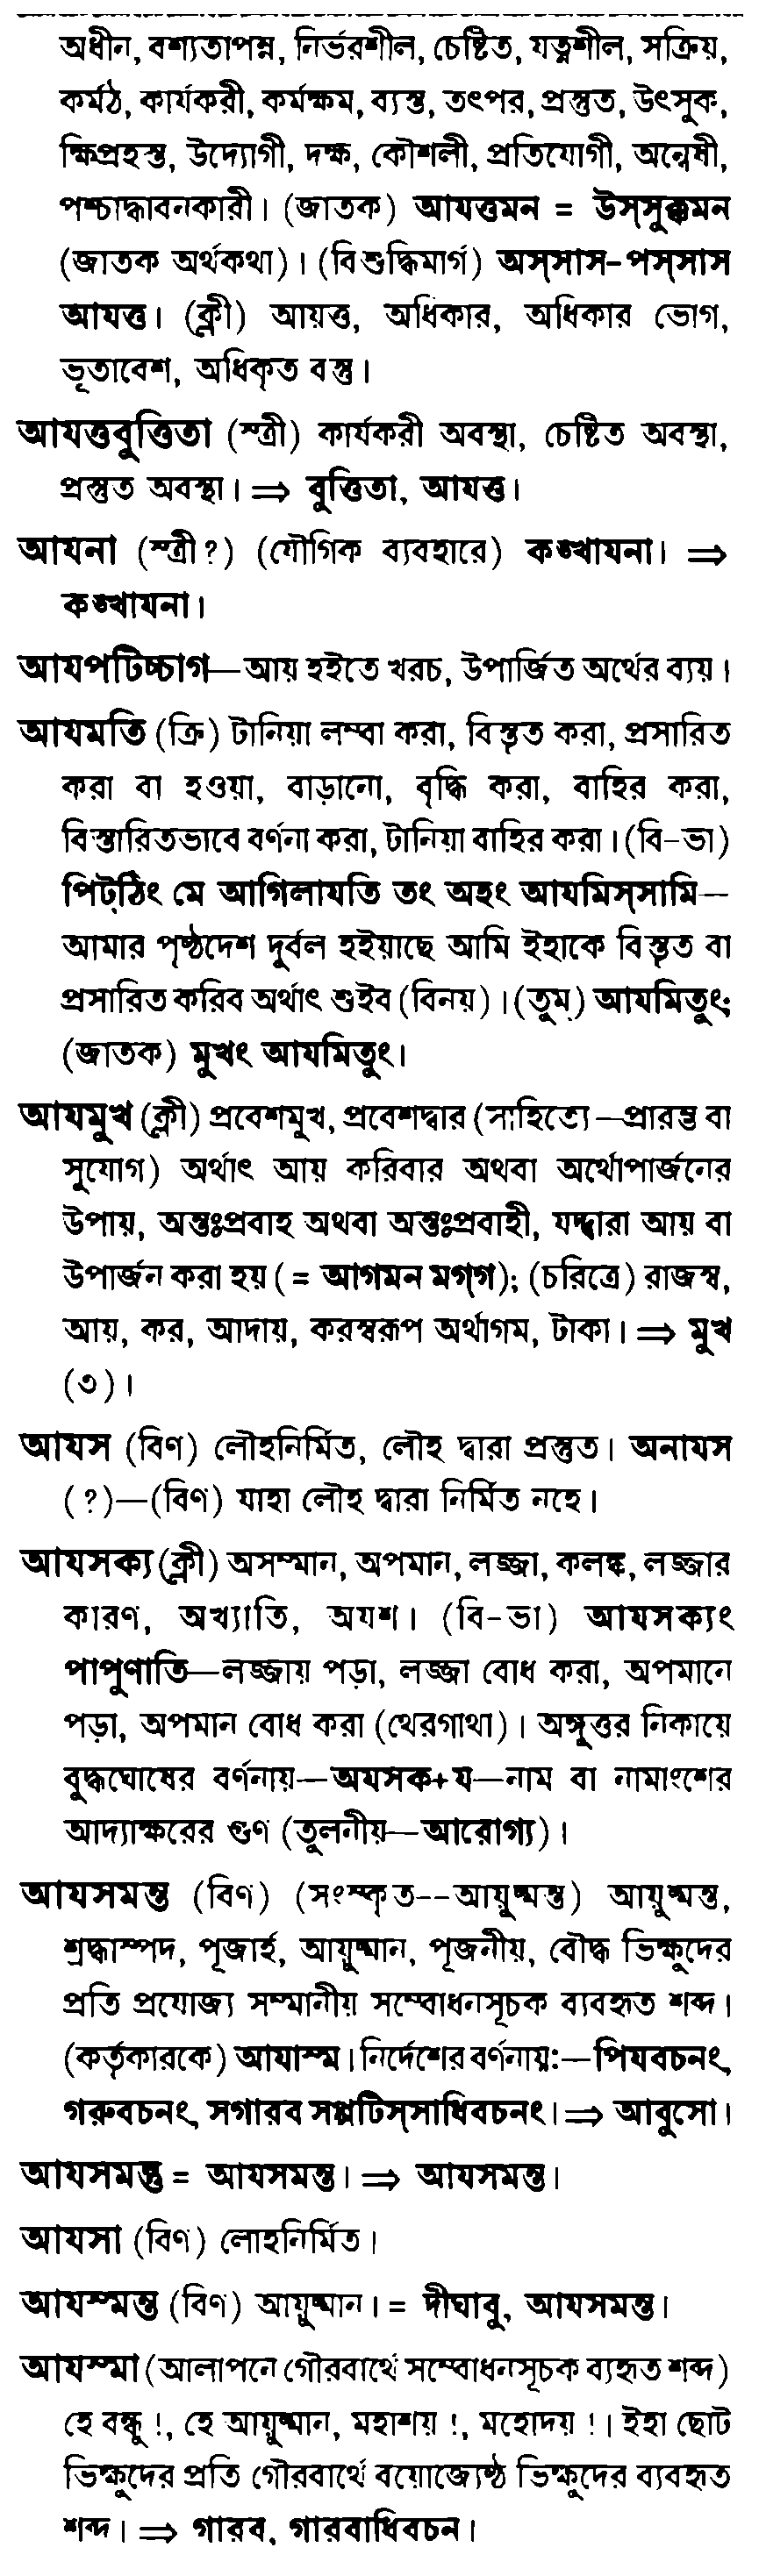 অধীন, বশ্যতাপন্ন, নির্ভরশীল, চেষ্টিত, যত্নশীল, সক্রিয়,
কর্মঠ, কার্যকরী, কর্মক্ষম, ব্যস্ত, তৎপর, প্রস্তুত, উৎসুক,
ক্ষিপ্রহস্ত, উদ্যোগী, দক্ষ, কৌশলী, প্রতিযোগী, অন্বেষী,
পশ্চাদ্ধাবনকারী। (জাতক) আযত্তমন = উস্সুক্কমন
(জাতক অর্থকথা)। (বিশুদ্ধিমার্গ) অস্সাস-পস্সাস
আযত্ত। (ক্লী) আয়ত্ত, অধিকার, অধিকার ভোগ,
ভূতাবেশ, অধিকৃত বস্তু।
আযত্তবুত্তিতা (স্ত্রী) কার্যকরী অবস্থা, চেষ্টিত অবস্থা,
প্রস্তুত অবস্থা। ⇒ বুত্তিতা, আযত্ত।
আযনা (স্ত্রী?) (যৌগিক ব্যবহারে) কঙ্খাযনা। ⇒
কঙ্খাযনা।
আযপটিচ্চাগ—আয় হইতে খরচ, উপার্জিত অর্থের ব্যয়।
আযমতি (ক্রি) টানিয়া লম্বা করা, বিস্তৃত করা, প্রসারিত
করা বা হওয়া, বাড়ানো, বৃদ্ধি করা, বাহির করা,
বিস্তারিতভাবে বর্ণনা করা, টানিয়া বাহির করা। (বি-ভা)
পিট্ঠিং মে আগিলাযতি তং অহং আযমিস্সামি—
আমার পৃষ্ঠদেশ দুর্বল হইয়াছে আমি ইহাকে বিস্তৃত বা
প্রসারিত করিব অর্থাৎ শুইব (বিনয়)। (তুম্) আযমিতুং;
(জাতক) মুখং আযমিতুং।
আযমুখ (ক্লী) প্রবেশমুখ, প্রবেশদ্বার (সাহিত্যে—প্রারম্ভ বা
সুযোগ) অর্থাৎ আয় করিবার অথবা অর্থোপার্জনের
উপায়, অন্তঃপ্রবাহ অথবা অন্তঃপ্রবাহী, যদ্দ্বারা আয় বা
উপার্জন করা হয় (= আগমন মগ্গ); (চরিত্রে) রাজস্ব,
আয়, কর, আদায়, করস্বরূপ অর্থাগম, টাকা। ⇒ মুখ
(৩)।
আযস (বিণ) লৌহনির্মিত, লৌহ দ্বারা প্রস্তুত। অনাযস
(?)—(বিণ) যাহা লৌহ দ্বারা নির্মিত নহে।
আযসক্য (ক্লী) অসম্মান, অপমান, লজ্জা, কলঙ্ক, লজ্জার
কারণ, অখ্যাতি, অযশ। (বি-ভা) আযসক্যং
পাপুণাতি—লজ্জায় পড়া, লজ্জা বোধ করা, অপমানে
পড়া, অপমান বোধ করা (থেরগাথা)। অঙ্গুত্তর নিকায়ে
বুদ্ধঘোষের বর্ণনায়—অযসক+য—নাম বা নামাংশের
আদ্যাক্ষরের গুণ (তুলনীয়—আরোগ্য)।
আযসমন্ত (বিণ) (সংস্কৃত--আয়ুষ্মন্ত) আয়ুষ্মন্ত,
শ্রদ্ধাস্পদ, পূজার্হ, আয়ুষ্মান, পূজনীয়, বৌদ্ধ ভিক্ষুদের
প্রতি প্রযোজ্য সম্মানীয় সম্বোধনসূচক ব্যবহৃত শব্দ।
(কর্তৃকারকে) আযাস্ম। নির্দেশের বর্ণনায়:—পিযবচনং,
গরুবচনং, সগারব সপ্পটিস্সাধিবচনং। ⇒ আবুসো।
আযসমন্তু = আযসমন্ত। ⇒ আযসমন্ত।
আযসা (বিণ) লোহনির্মিত।
আযস্মন্ত (বিণ) আয়ুষ্মান। = দীঘাবু, আযসমন্ত।
আযস্মা (আলাপনে গৌরবার্থে সম্বোধনসূচক ব্যহৃত শব্দ)
হে বন্ধু !, হে আয়ুষ্মান, মহাশয় !, মহোদয় !। ইহা ছোট
ভিক্ষুদের প্রতি গৌরবার্থে বয়োজ্যেষ্ঠ ভিক্ষুদের ব্যবহৃত
শব্দ। ⇒ গারব, গারবাধিবচন।